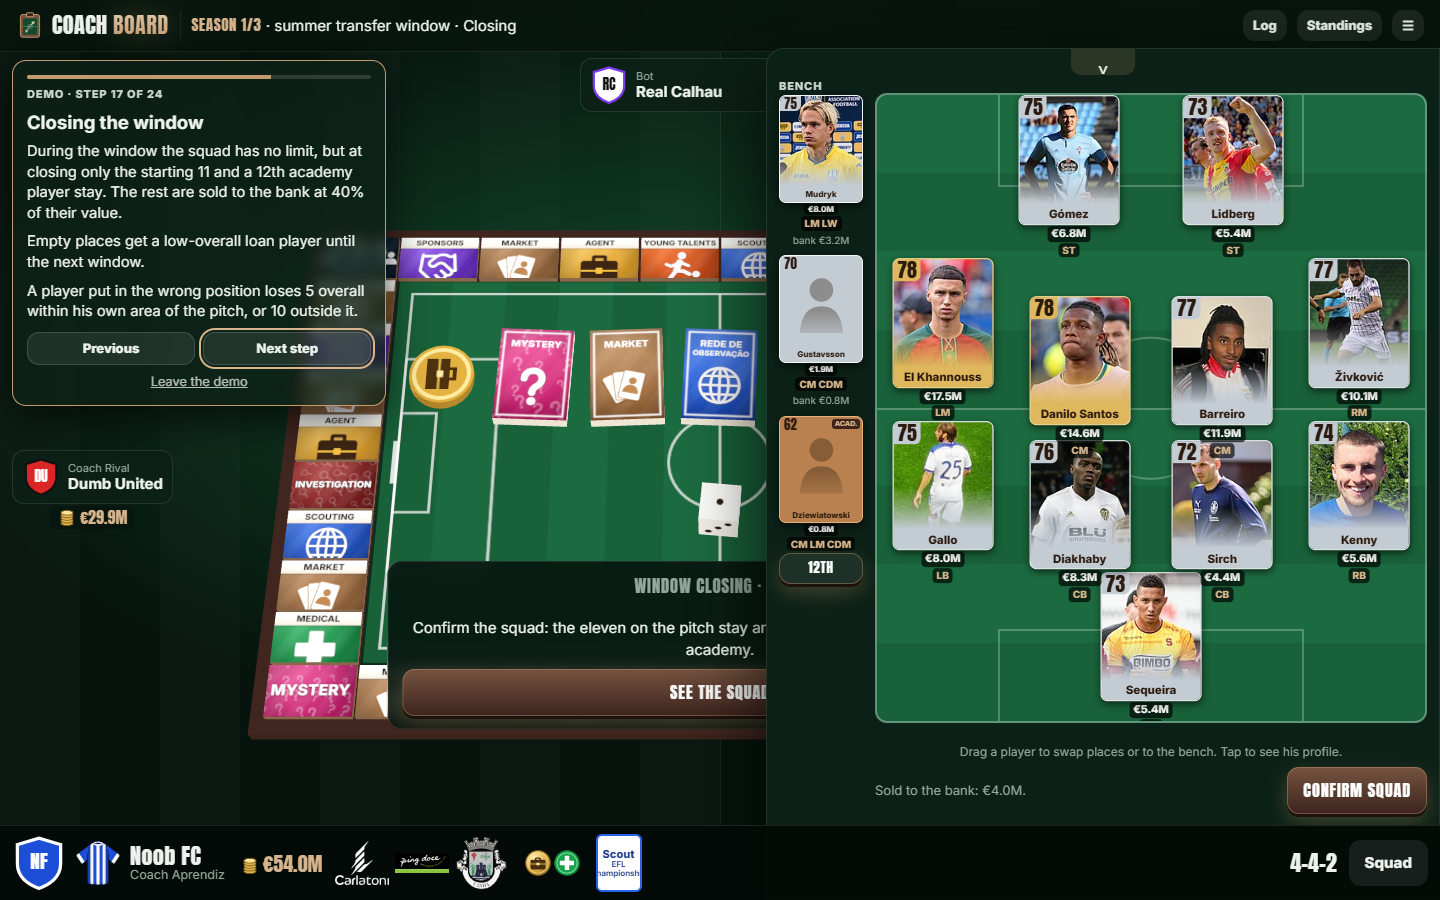 COACH BOARD
SEASON 1/3 · summer transfer window · Closing
Log
Standings
DEMO · STEP 17 OF 24
Closing the window
During the window the squad has no limit, but at
closing only the starting 11 and a 12th academy
player stay. The rest are sold to the bank at 40%
of their value.
Empty places get a low-overall loan player until
the next window.
A player put in the wrong position loses 5 overall
within his own area of the pitch, or 10 outside it.
Previous
Next step
Leave the demo
RC
Bot
Real Calhau
DU
Coach Rival
Dumb United
€29.9M
SPONSORS
MARKET
AGENT
YOUNG TALENTS
SCOUT
MYSTERY
?
MARKET
REDE DE
OBSERVAÇÃO
AGENT
INVESTIGATION
SCOUTING
MARKET
MEDICAL
MYSTERY
WINDOW CLOSING ·
Confirm the squad: the eleven on the pitch stay an
academy.
SEE THE SQUAD
BENCH
75
Mudryk
€8.0M
LM LW
bank €3.2M
70
Gustavsson
€1.9M
CM CDM
bank €0.8M
62
ACAD.
Dziewiatowski
€0.8M
CM LM CDM
12TH
75
Gómez
€6.8M
ST
73
Lidberg
€5.4M
ST
78
El Khannouss
€17.5M
LM
78
Danilo Santos
€14.6M
CM
77
Barreiro
€11.9M
CM
77
Živković
€10.1M
RM
75
25
Gallo
€8.0M
LB
76
BLU
Diakhaby
€8.3M
CB
72
Sirch
€4.4M
CB
74
Kenny
€5.6M
RB
73
BIMBO
Sequeira
€5.4M
Drag a player to swap places or to the bench. Tap to see his profile.
Sold to the bank: €4.0M.
CONFIRM SQUAD
NF
Noob FC
Coach Aprendiz
€54.0M
Carlatoni
ping doce
Scout
EFL
hampionsh
4-4-2
Squad